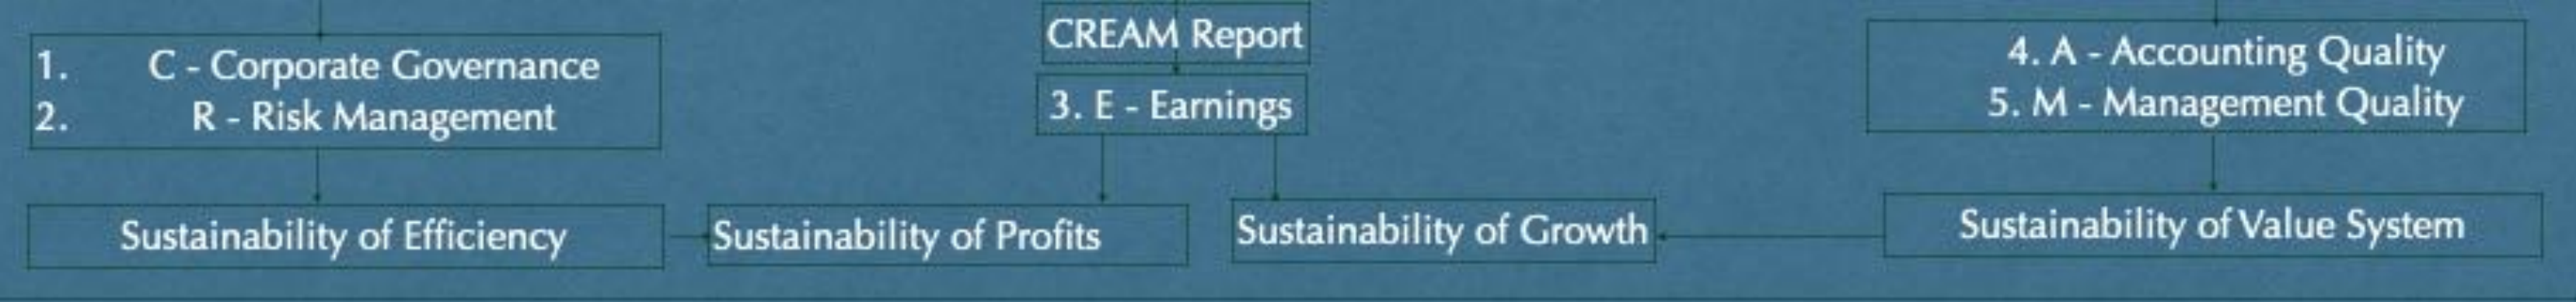 CREAM Report
1. C - Corporate Governance
2. R - Risk Management
3. E - Earnings
4. A - Accounting Quality
5. M - Management Quality
Sustainability of Efficiency
Sustainability of Profits
Sustainability of Growth
Sustainability of Value System